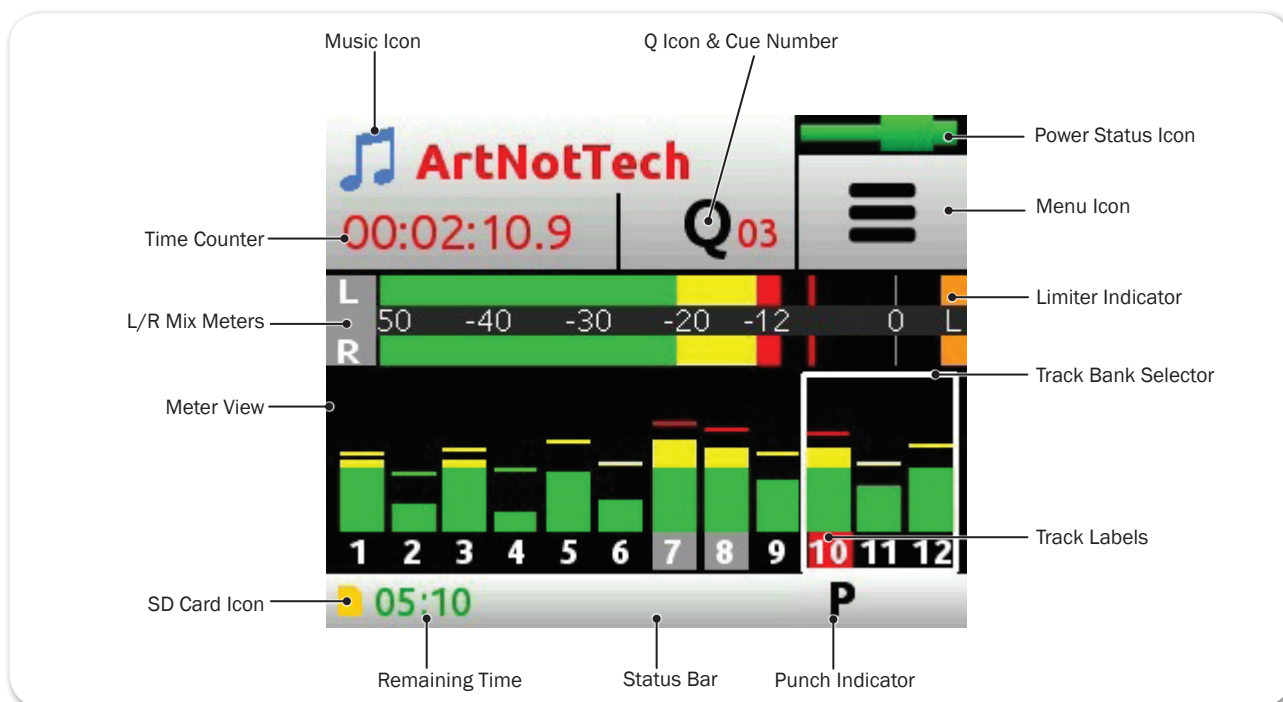 Music Icon
Q Icon & Cue Number
Power Status Icon
ArtNotTech
Menu Icon
Time Counter
00:02:10.9
Q 03
Limiter Indicator
L
L/R Mix Meters
50 -40 -30 -20 -12 0 L
R
Track Bank Selector
Meter View
1 2 3 4 5 6 7 8 9 10 11 12
Track Labels
SD Card Icon
05:10
P
Remaining Time
Status Bar
Punch Indicator